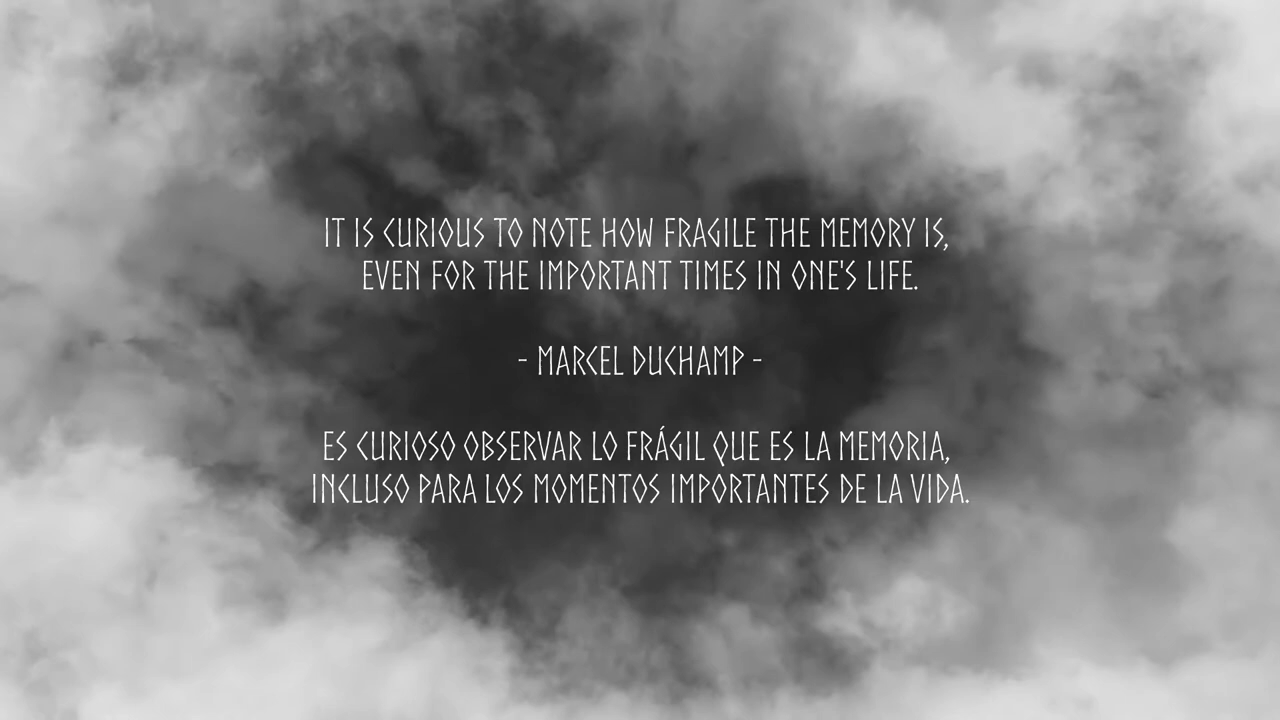 IT IS CURIOUS TO NOTE HOW FRAGILE THE MEMORY IS,
EVEN FOR THE IMPORTANT TIMES IN ONE'S LIFE.
- MARCEL DUCHAMP -
ES CURIOSO OBSERVAR LO FRÁGIL QUE ES LA MEMORIA,
INCLUSO PARA LOS MOMENTOS IMPORTANTES DE LA VIDA.